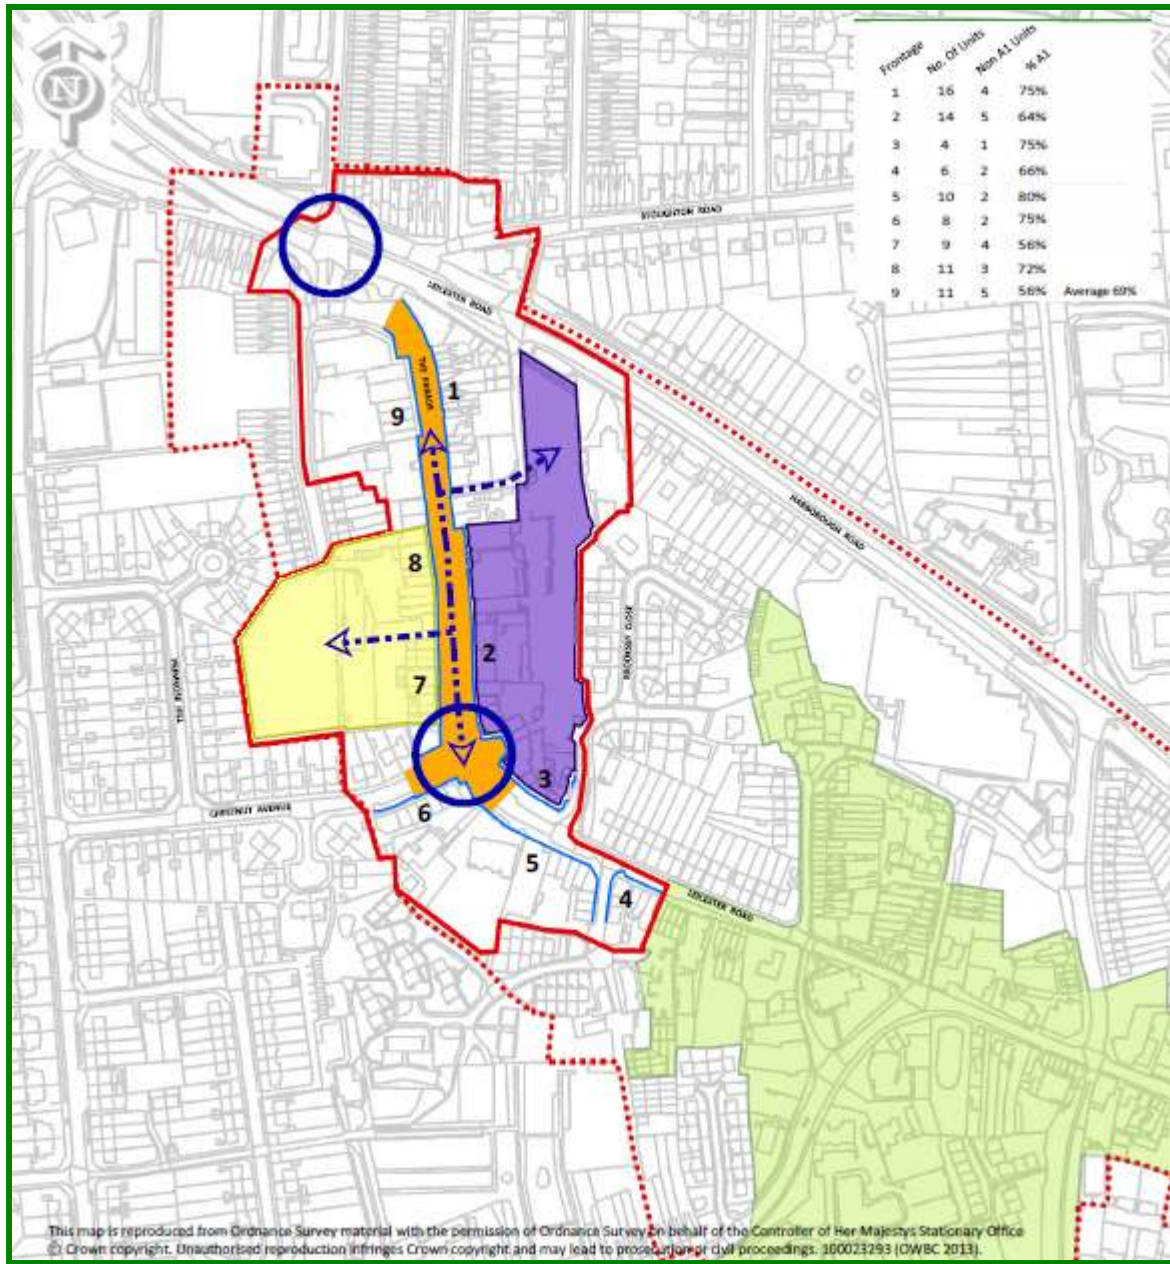 N
Frontage No. Of Units Non A1 Units % A1
1 16 4 75%
2 14 5 64%
3 4 1 75%
4 6 2 66%
5 10 2 80%
6 8 2 75%
7 9 4 56%
8 11 3 72%
9 11 5 56% Average 69%
STOUGHTON ROAD
LEICESTER ROAD
THE PARADE
1
9
HARBOROUGH ROAD
8
BROOKSBY CLOSE
2
7
THE
3
CHESTNUT AVENUE
6
5
4
LEICESTER ROAD
This map is reproduced from Ordnance Survey material with the permission of Ordnance Survey on behalf of the Controller of Her Majestys Stationary Office
© Crown copyright. Unauthorised reproduction infringes Crown copyright and may lead to prosecution or civil proceedings. 100023293 (OWBC 2013).